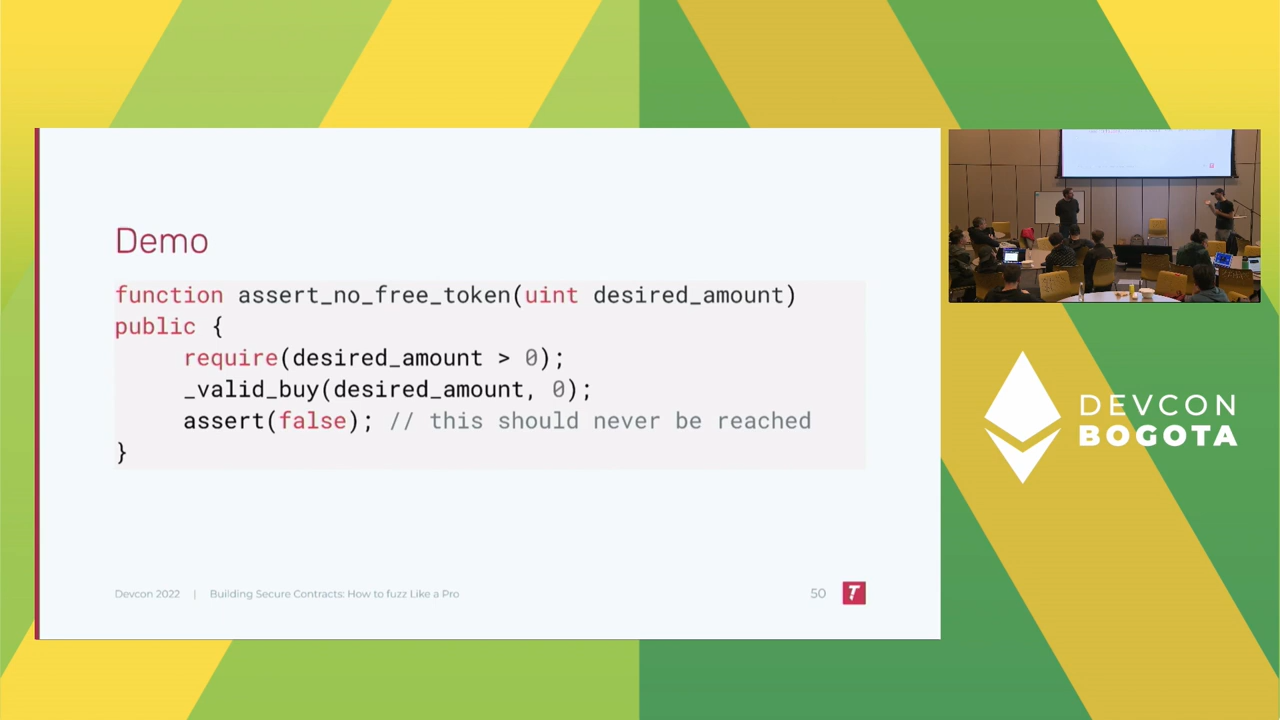 Demo
function assert_no_free_token(uint desired_amount)
public {
require(desired_amount > 0);
_valid_buy(desired_amount, 0);
assert(false); // this should never be reached
}
Devcon 2022 | Building Secure Contracts: How to fuzz Like a Pro
50
DEVCON
BOGOTA